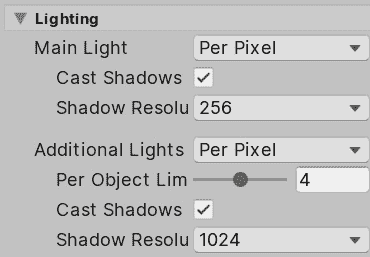 Lighting
Main Light Per Pixel
Cast Shadows
Shadow Resolu 256
Additional Lights Per Pixel
Per Object Lim 4
Cast Shadows
Shadow Resolu 1024